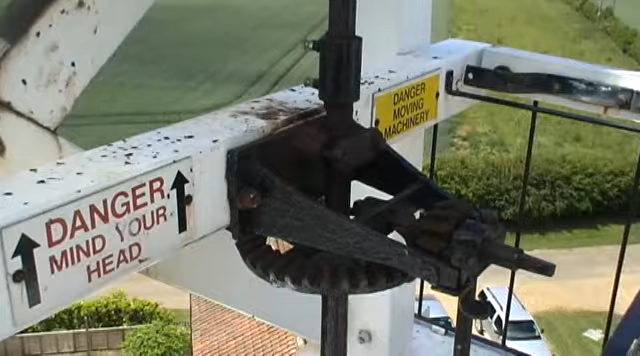 DANGER,
MIND YOUR
HEAD
DANGER
MOVING
MACHINERY